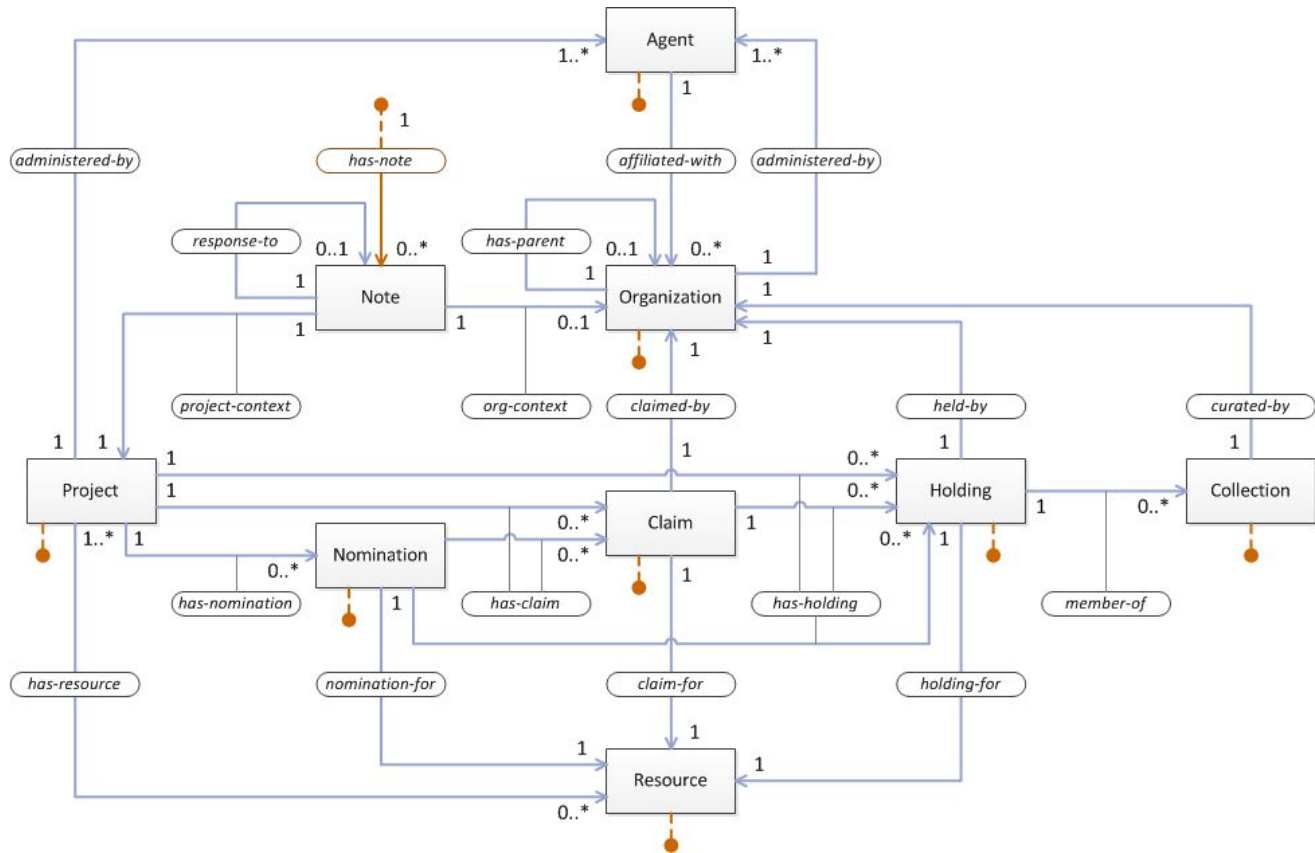 Agent
1..*
1..*
1
1
administered-by
has-note
affiliated-with
administered-by
response-to
has-parent
0..1
0..*
0..1
0..*
1
1
1
1
Note
Organization
1
1
0..1
1
1
project-context
org-context
claimed-by
held-by
curated-by
1
1
1
1
1
1
0..*
Project
Holding
Collection
1
0..*
Claim
0..*
1
1
0..*
1..*
1
0..*
0..*
1
Nomination
0..*
1
1
has-nomination
has-claim
has-holding
member-of
has-resource
nomination-for
claim-for
holding-for
1
1
1
Resource
0..*